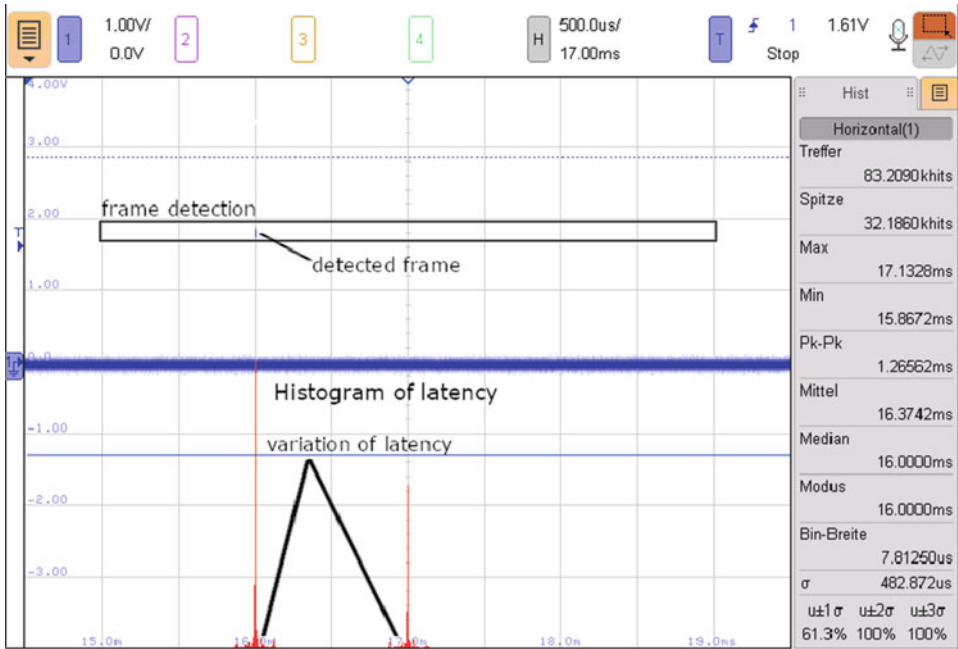 1
1.00V/
0.0V
2
3
4
H
500.0us/
17.00ms
T
1
1.61V
Stop
4.00V
3.00
2.00
1.00
0.0
-1.00
-2.00
-3.00
T
frame detection
detected frame
Histogram of latency
variation of latency
15.0m
18.0m
19.0ms
Hist
Horizontal(1)
Treffer
83.2090khits
Spitze
32.1860khits
Max
17.1328ms
Min
15.8672ms
Pk-Pk
1.26562ms
Mittel
16.3742ms
Median
16.0000ms
Modus
16.0000ms
Bin-Breite
7.81250us
σ 482.872us
u±1σ u±2σ u±3σ
61.3% 100% 100%